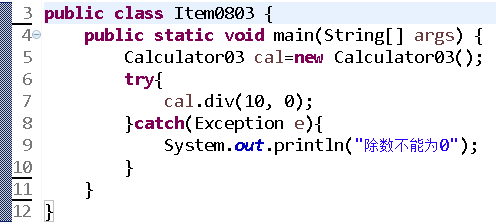 3 public class Item0803 {
4 public static void main(String[] args) {
5 Calculator03 cal=new Calculator03();
6 try{
7 cal.div(10, 0);
8 }catch(Exception e){
9 System.out.println("除数不能为0");
10 }
11 }
12 }